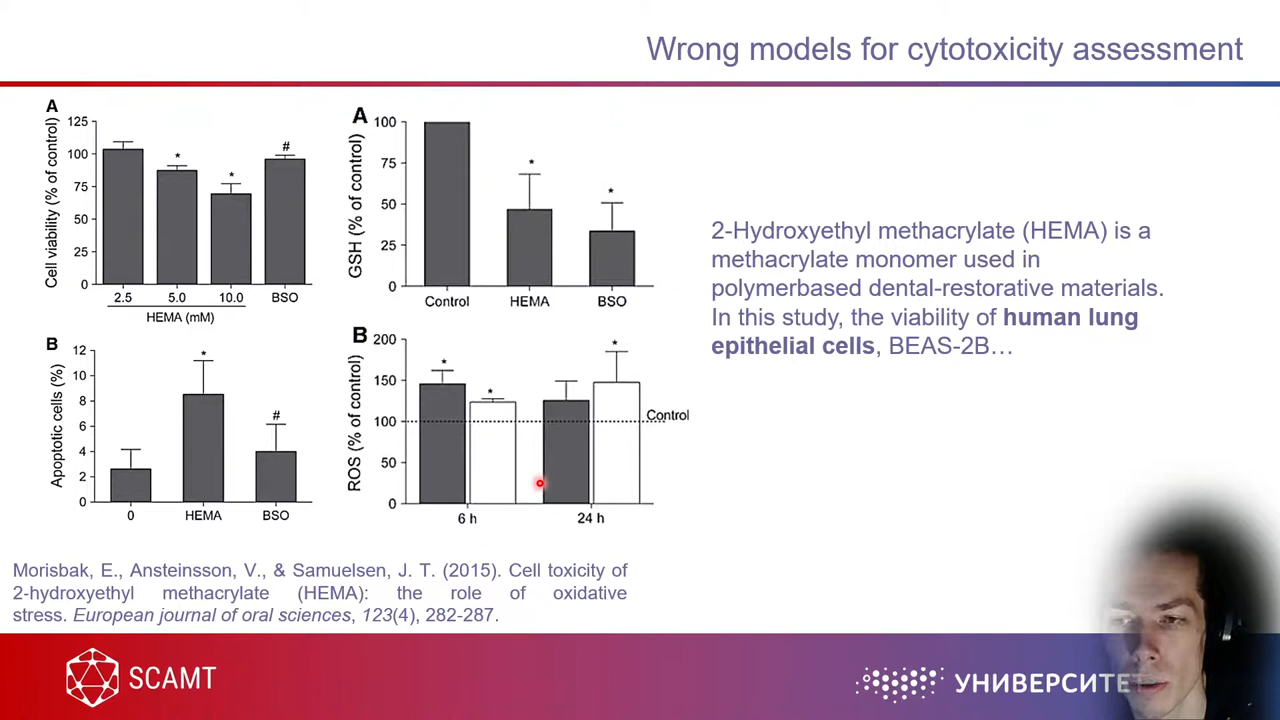 Wrong models for cytotoxicity assessment
A
Cell viability (% of control)
125
100
75
50
25
0
*
*
#
2.5 5.0 10.0 BSO
HEMA (mM)
A
GSH (% of control)
100
75
50
25
0
*
*
Control HEMA BSO
B
Apoptotic cells (%)
12
10
8
6
4
2
0
*
#
0 HEMA BSO
B
ROS (% of control)
200
150
100
50
0
*
*
*
Control
6 h 24 h
2-Hydroxyethyl methacrylate (HEMA) is a
methacrylate monomer used in
polymerbased dental-restorative materials.
In this study, the viability of human lung
epithelial cells, BEAS-2B…
Morisbak, E., Ansteinsson, V., & Samuelsen, J. T. (2015). Cell toxicity of
2-hydroxyethyl methacrylate (HEMA): the role of oxidative
stress. European journal of oral sciences, 123(4), 282-287.
SCAMT
УНИВЕРСИТЕТ